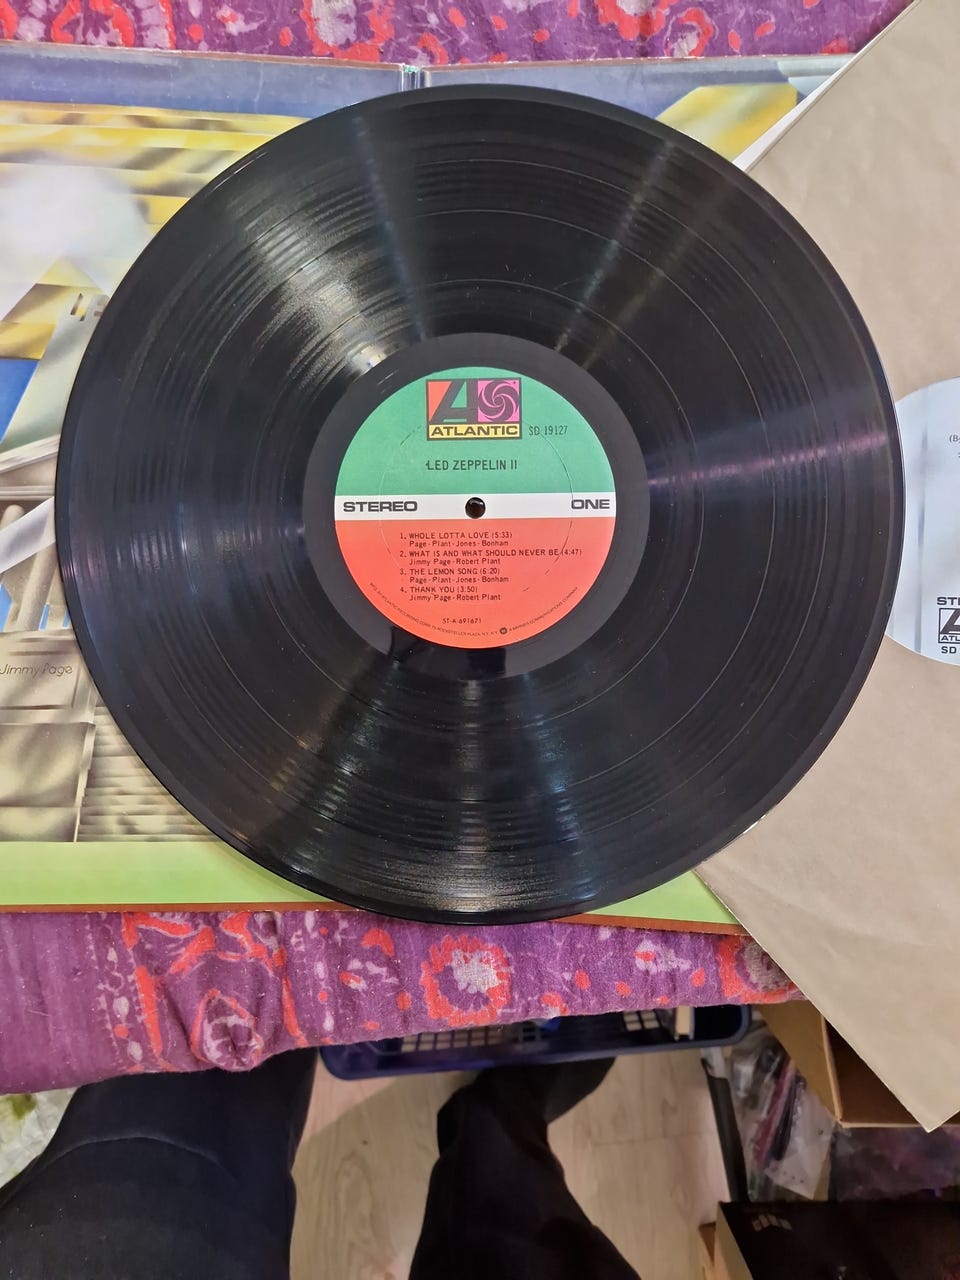 ATLANTIC
SD 19127
LED ZEPPELIN II
STEREO
ONE
1. WHOLE LOTTA LOVE (5:33)
Page-Plant-Jones-Bonham
2. WHAT IS AND WHAT SHOULD NEVER BE (4:47)
Jimmy Page-Robert Plant
3. THE LEMON SONG (6:20)
Page-Plant-Jones-Bonham
4. THANK YOU (3:50)
Jimmy Page-Robert Plant
ST-A-691671
Jimmy Page
SD